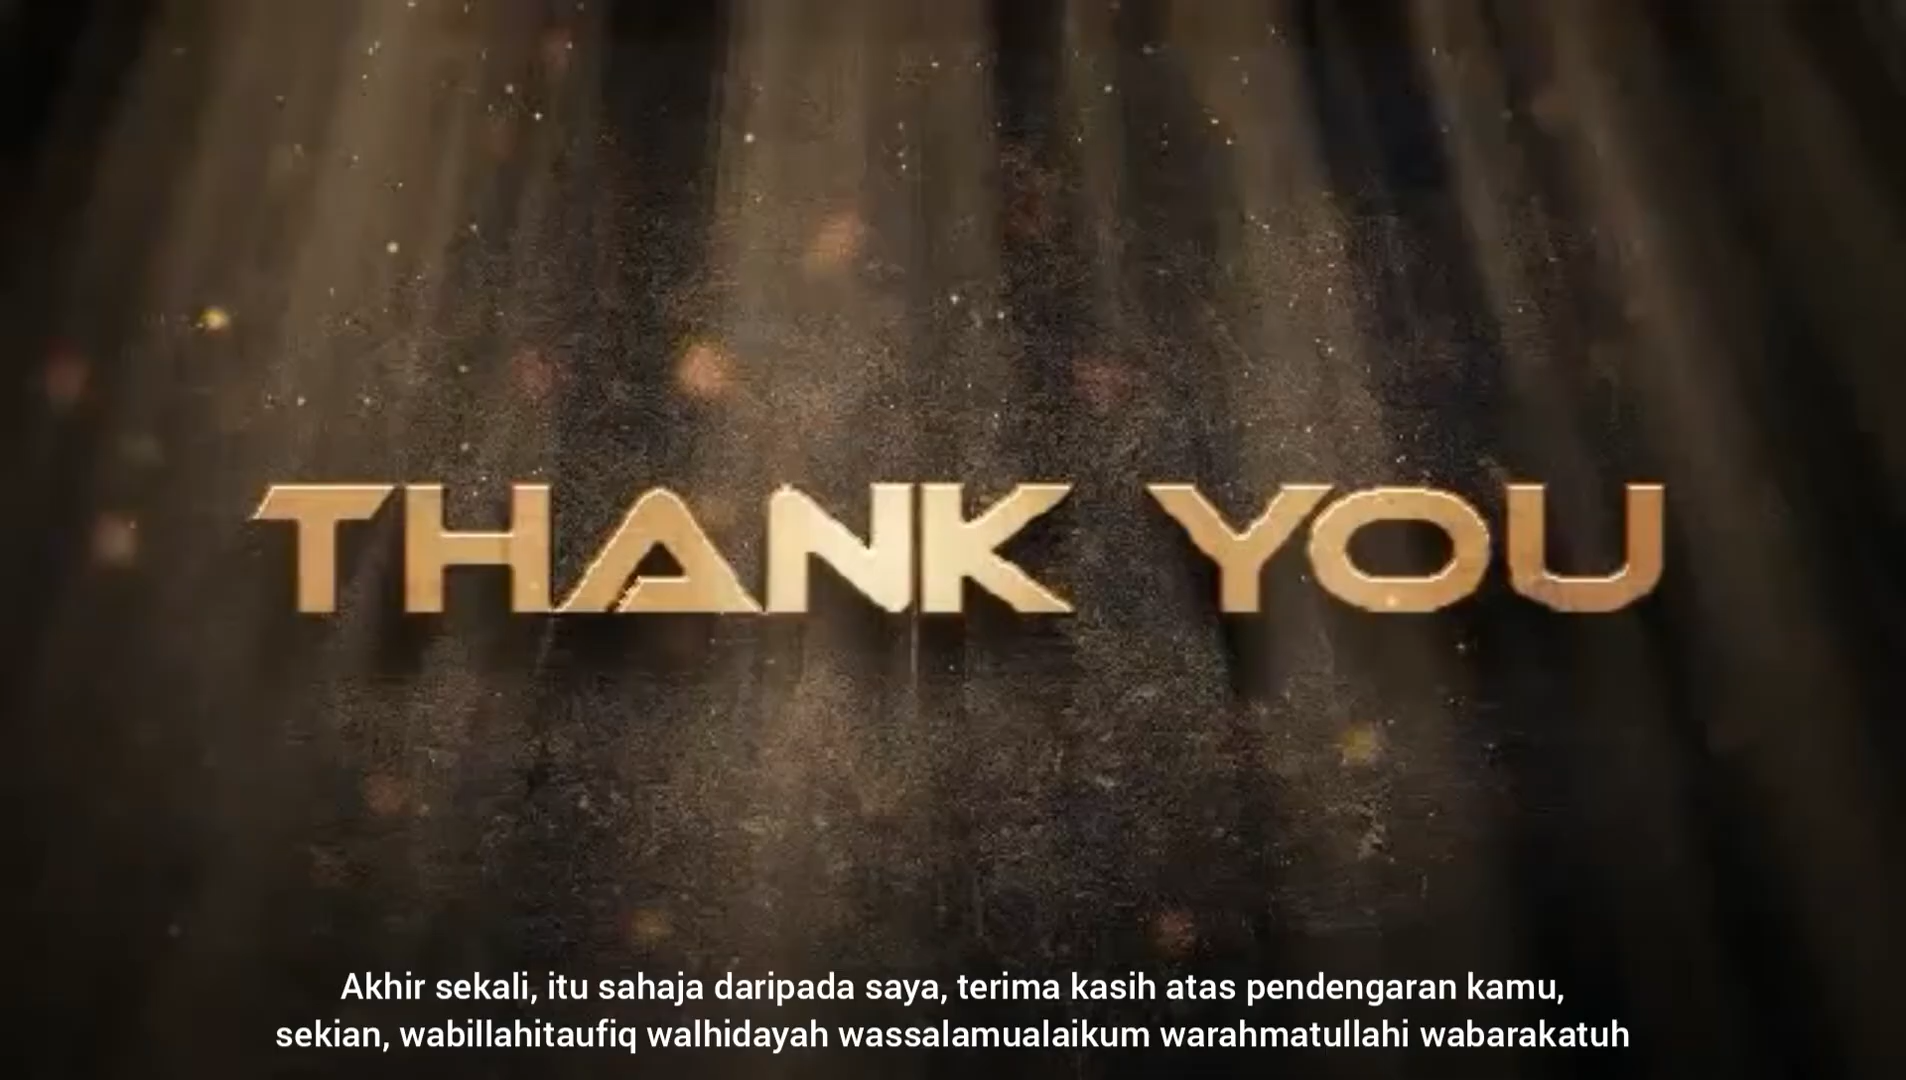 THANK YOU
Akhir sekali, itu sahaja daripada saya, terima kasih atas pendengaran kamu,
sekian, wabillahitaufiq walhidayah wassalamualaikum warahmatullahi wabarakatuh